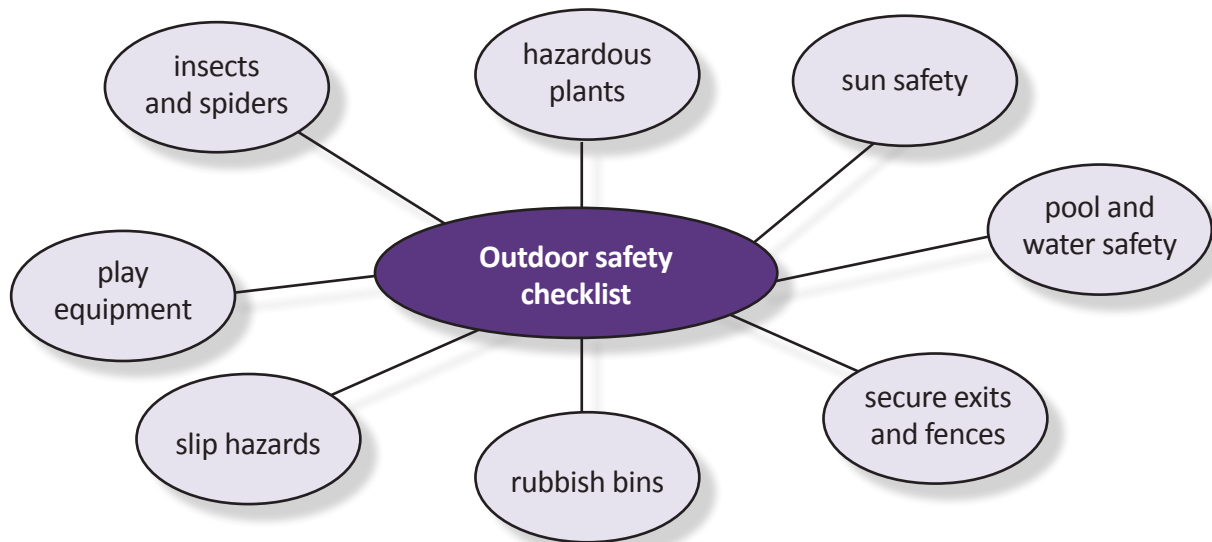 insects
and spiders
hazardous
plants
sun safety
pool and
water safety
Outdoor safety
checklist
play
equipment
slip hazards
rubbish bins
secure exits
and fences